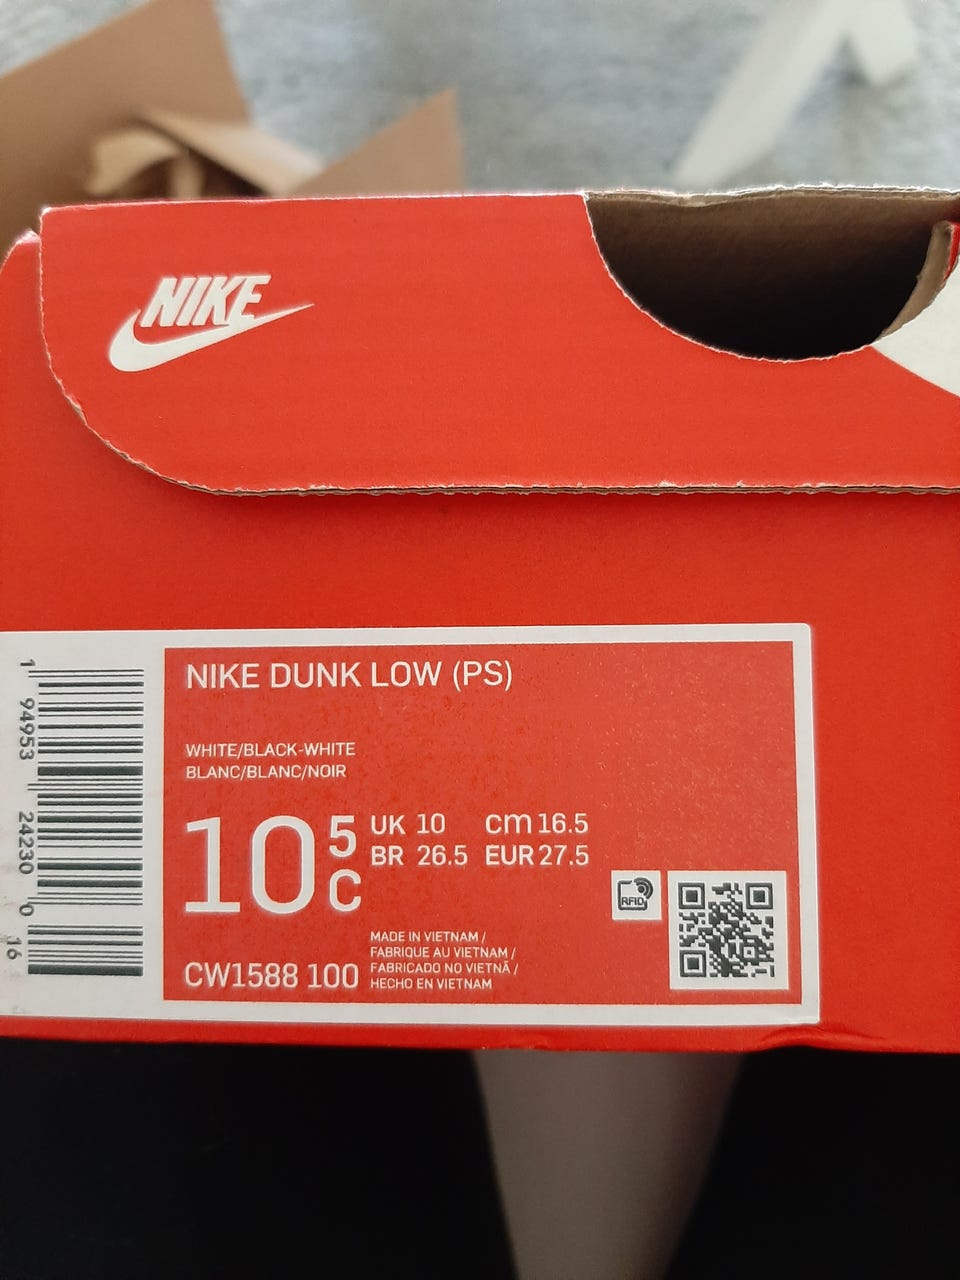 NIKE
NIKE DUNK LOW (PS)
WHITE/BLACK-WHITE
BLANC/BLANC/NOIR
10 5C
UK 10 cm 16.5
BR 26.5 EUR 27.5
CW1588 100
MADE IN VIETNAM /
FABRIQUE AU VIETNAM /
FABRICADO NO VIETNÃ /
HECHO EN VIETNAM
RFID
1 94953 24230 0 16